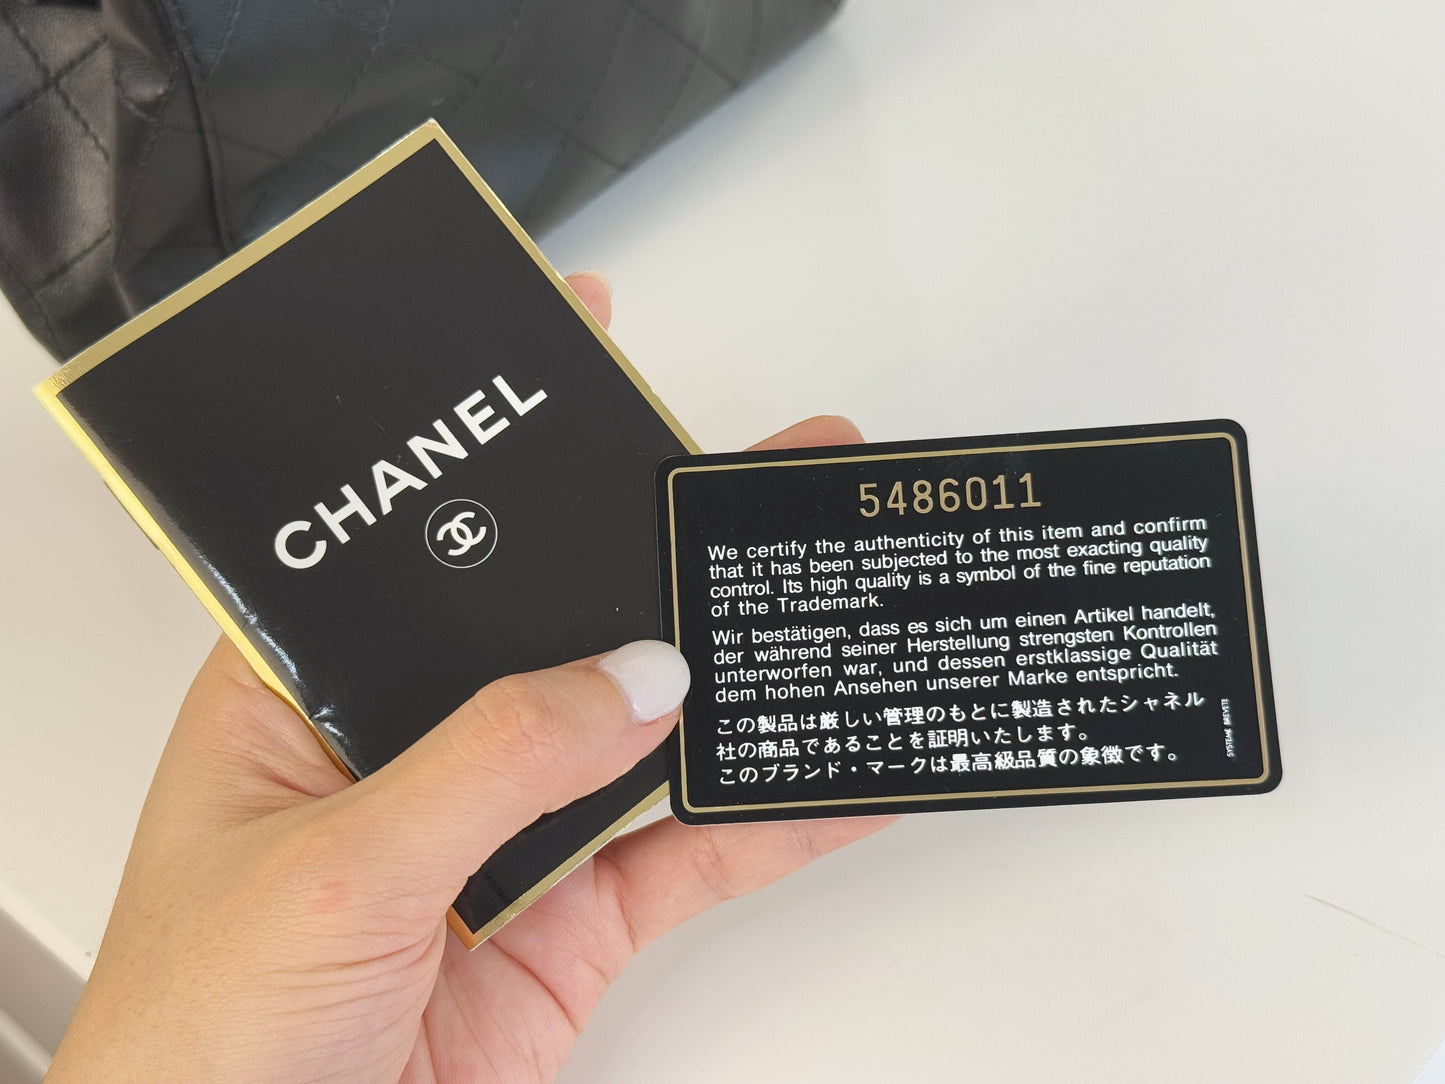 CHANEL
5486011
We certify the authenticity of this item and confirm
that it has been subjected to the most exacting quality
control. Its high quality is a symbol of the fine reputation
of the Trademark.
Wir bestätigen, dass es sich um einen Artikel handelt,
der während seiner Herstellung strengsten Kontrollen
unterworfen war, und dessen erstklassige Qualität
dem hohen Ansehen unserer Marke entspricht.
この製品は厳しい管理のもとに製造されたシャネル
社の商品であることを証明いたします。
このブランド・マークは最高級品質の象徴です。
SYSTEME BREVETE